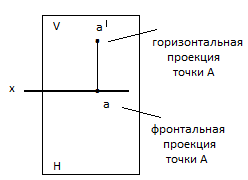 V
a'
горизонтальная
проекция
точки А
x
a
фронтальная
проекция
точки А
H